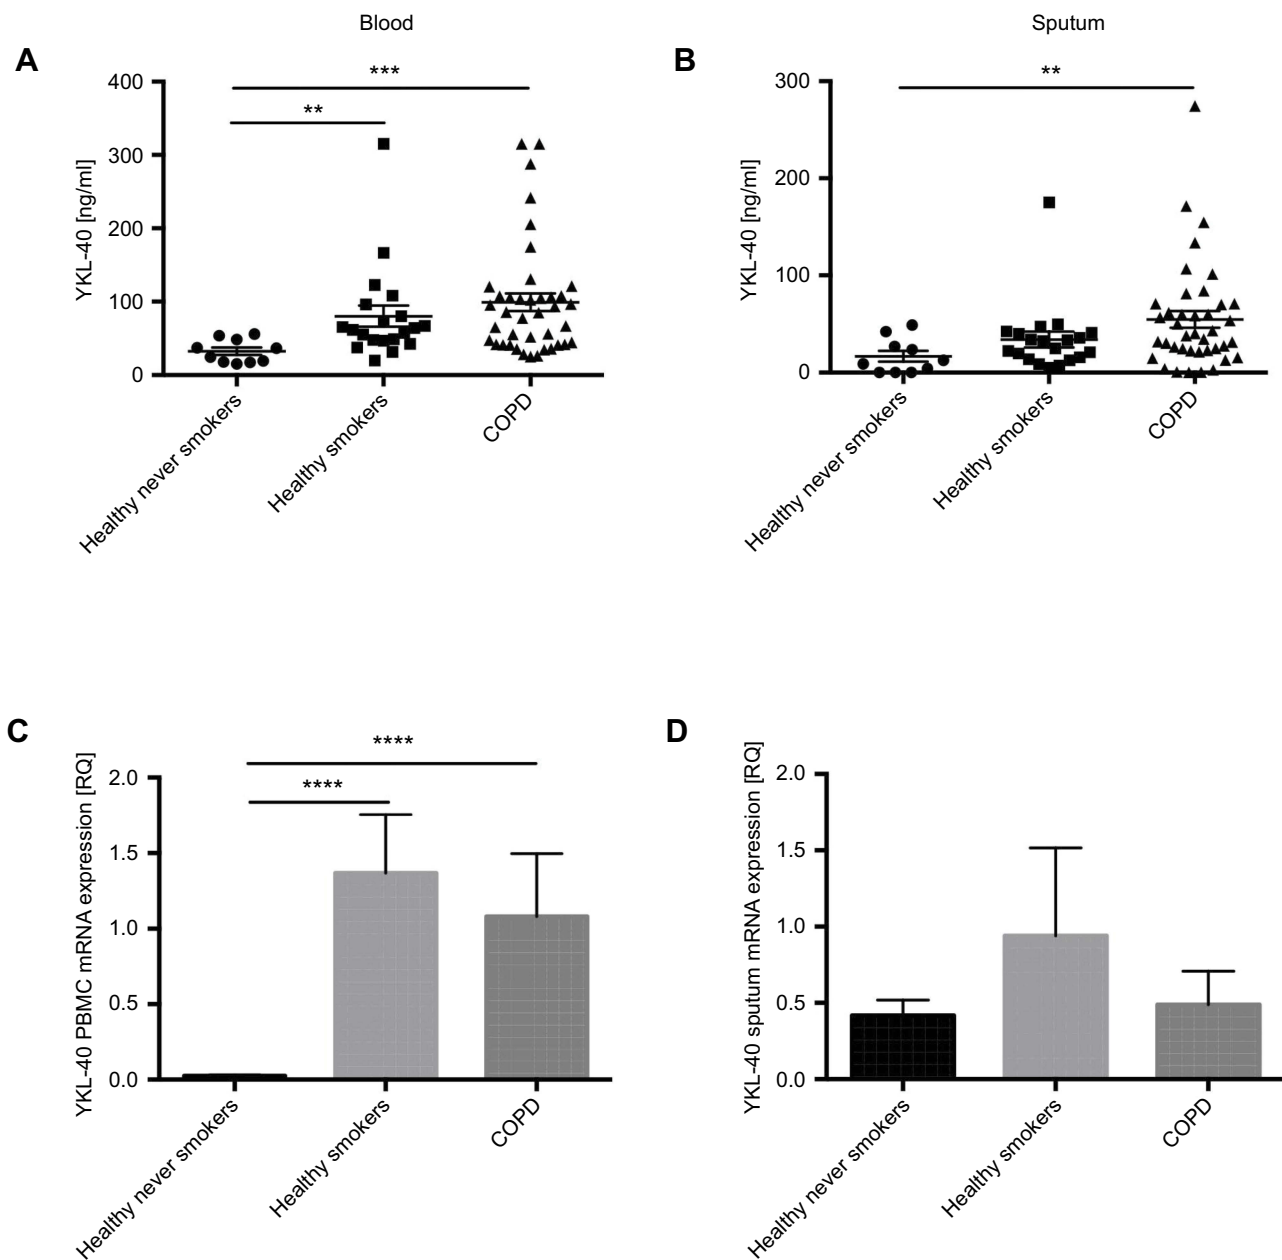 Blood
Sputum
A
***
**
400
300
200
100
0
YKL-40 [ng/ml]
Healthy never smokers
Healthy smokers
COPD
B
**
300
200
100
0
YKL-40 [ng/ml]
Healthy never smokers
Healthy smokers
COPD
C
****
****
2.0
1.5
1.0
0.5
0.0
YKL-40 PBMC mRNA expression [RQ]
Healthy never smokers
Healthy smokers
COPD
D
2.0
1.5
1.0
0.5
0.0
YKL-40 sputum mRNA expression [RQ]
Healthy never smokers
Healthy smokers
COPD